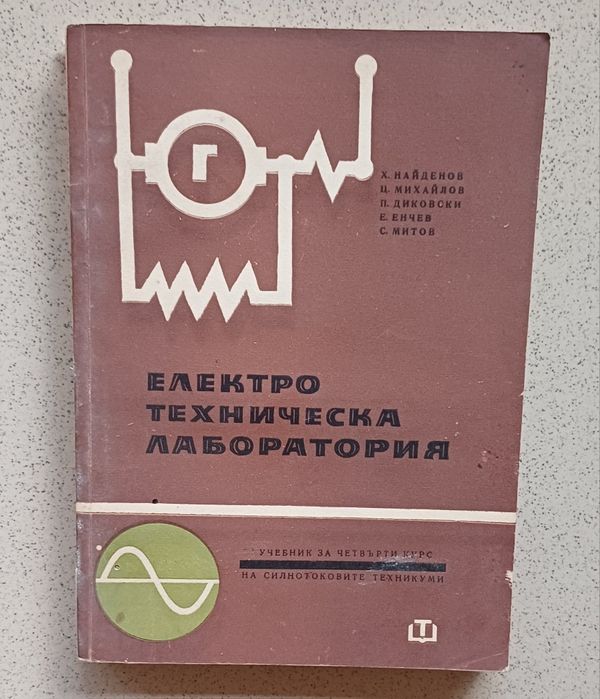 Г
Х. НАЙДЕНОВ
Ц. МИХАЙЛОВ
П. ДИКОВСКИ
Е. ЕНЧЕВ
С. МИТОВ
ЕЛЕКТРО
ТЕХНИЧЕСКА
ЛАБОРАТОРИЯ
УЧЕБНИК ЗА ЧЕТВЪРТИ КУРС
НА СИЛНОТОКОВИТЕ ТЕХНИКУМИ
Т